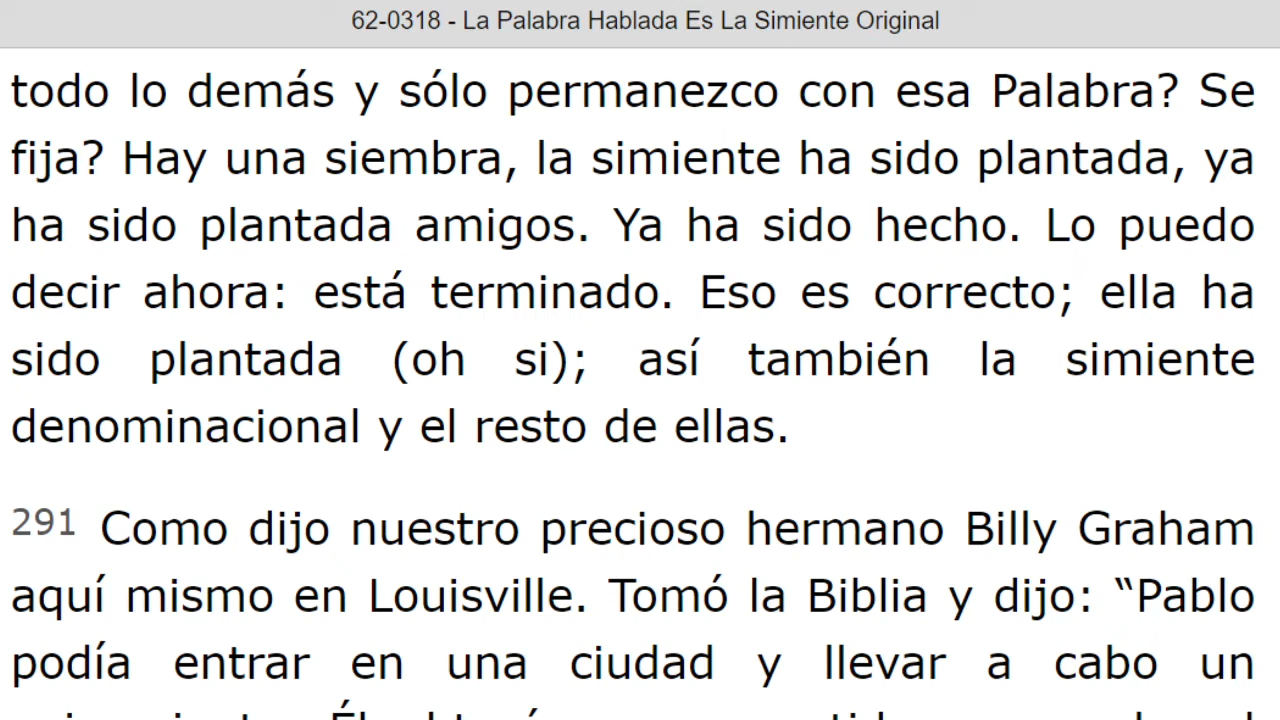 62-0318 - La Palabra Hablada Es La Simiente Original
todo lo demás y sólo permanezco con esa Palabra? Se
fija? Hay una siembra, la simiente ha sido plantada, ya
ha sido plantada amigos. Ya ha sido hecho. Lo puedo
decir ahora: está terminado. Eso es correcto; ella ha
sido plantada (oh si); así también la simiente
denominacional y el resto de ellas.
291 Como dijo nuestro precioso hermano Billy Graham
aquí mismo en Louisville. Tomó la Biblia y dijo: “Pablo
podía entrar en una ciudad y llevar a cabo un